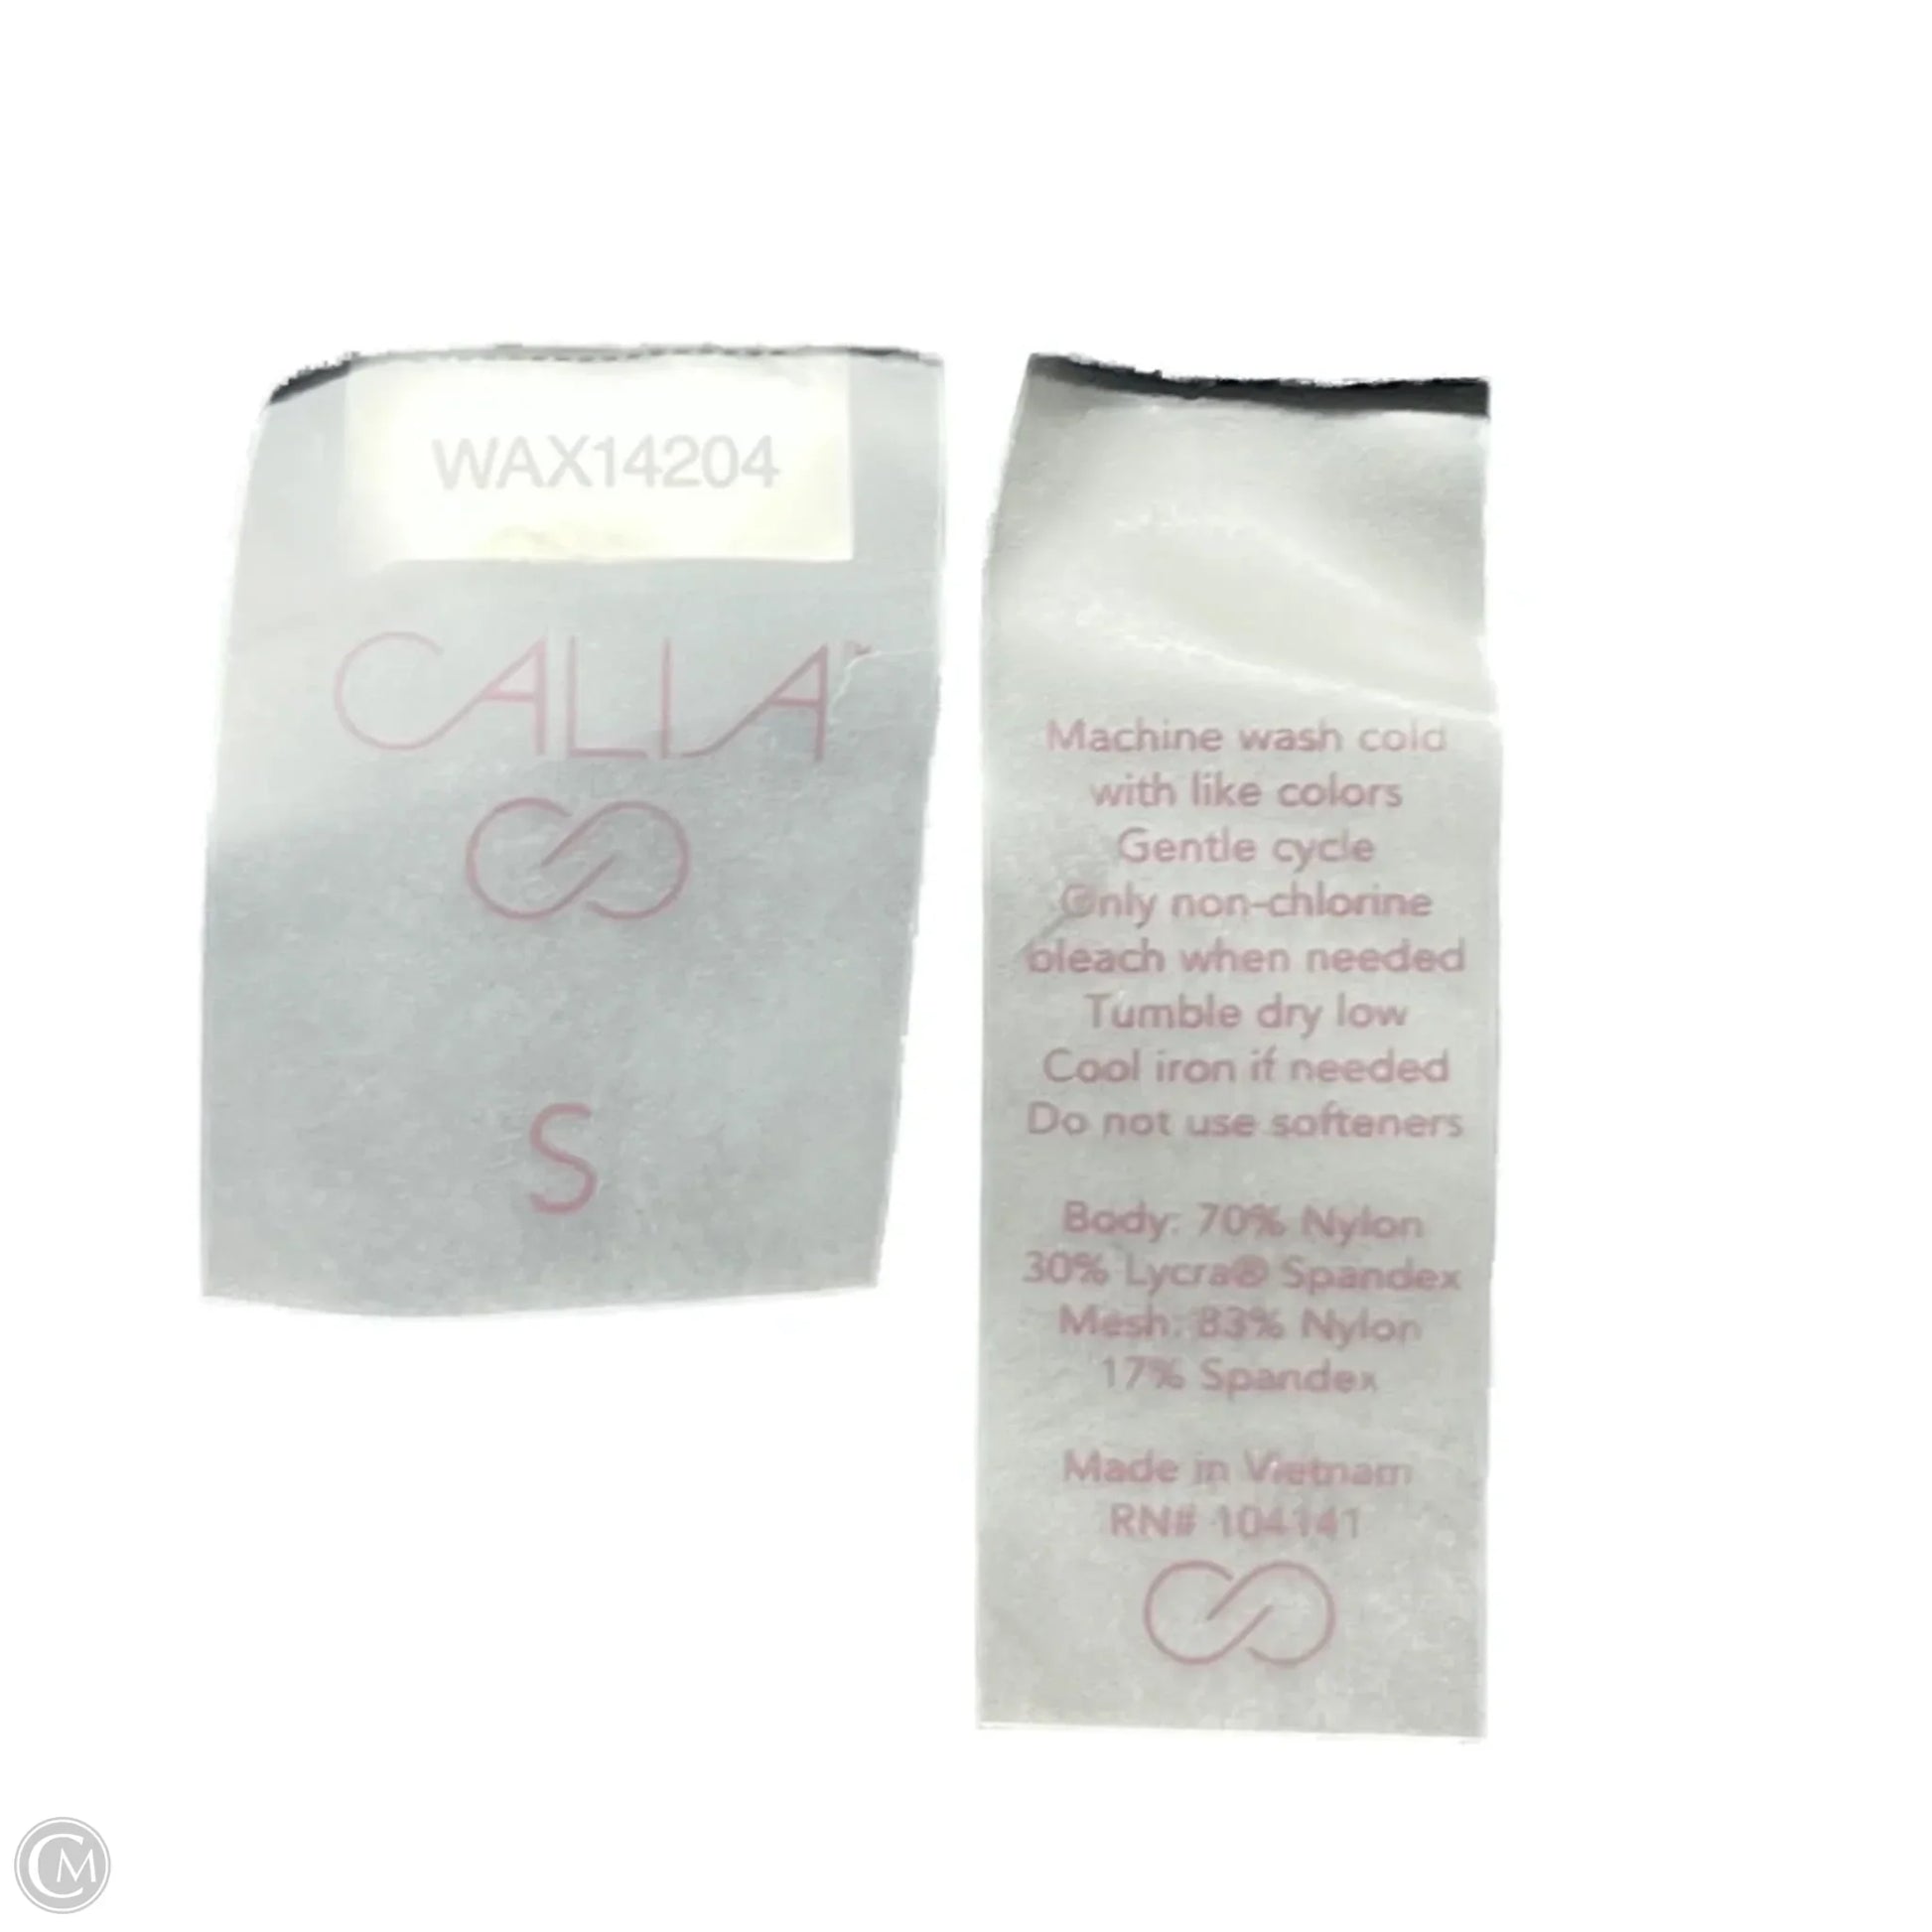 WAX14204
CALIA™
S
Machine wash cold
with like colors
Gentle cycle
Only non-chlorine
bleach when needed
Tumble dry low
Cool iron if needed
Do not use softeners
Body: 70% Nylon
30% Lycra® Spandex
Mesh: 83% Nylon
17% Spandex
Made in Vietnam
RN# 104141
CM